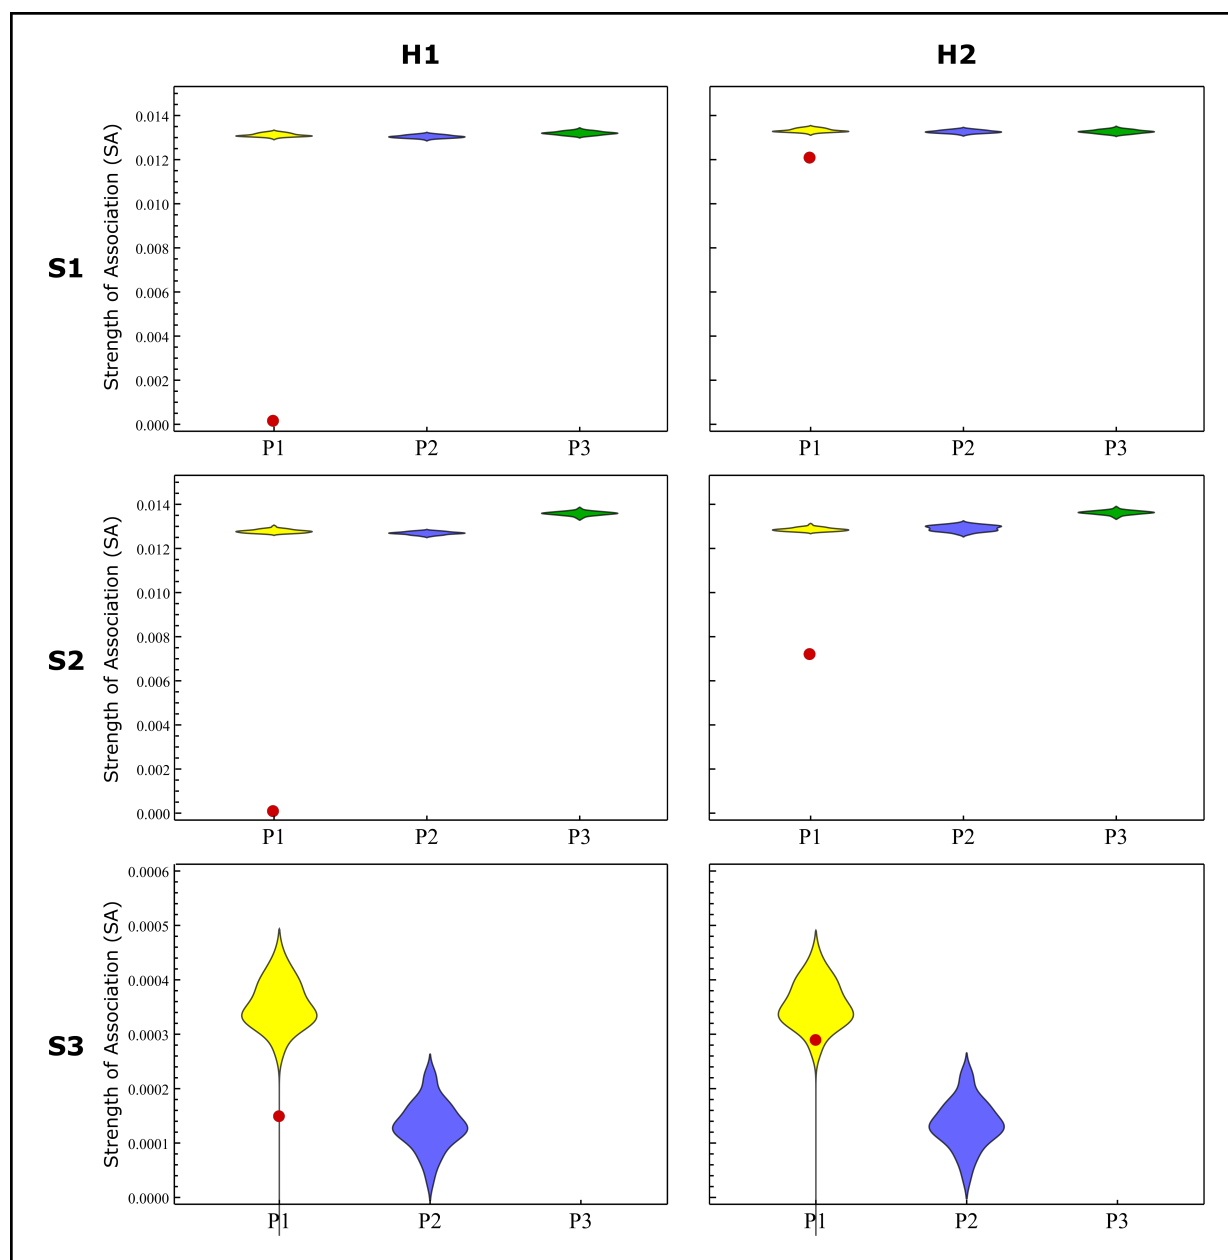 H1 H2
S1
Strength of Association (SA)
0.014
0.012
0.010
0.008
0.006
0.004
0.002
0.000
P1 P2 P3
P1 P2 P3
S2
Strength of Association (SA)
0.014
0.012
0.010
0.008
0.006
0.004
0.002
0.000
P1 P2 P3
P1 P2 P3
S3
Strength of Association (SA)
0.0006
0.0005
0.0004
0.0003
0.0002
0.0001
0.0000
P1 P2 P3
P1 P2 P3